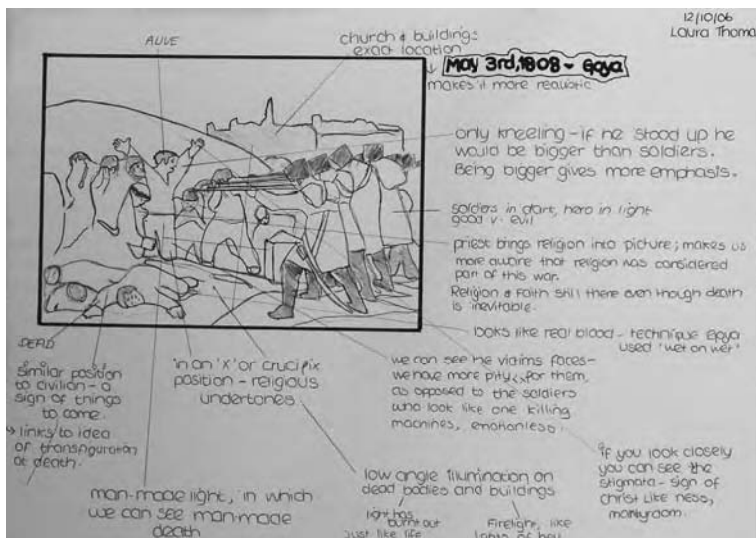 12/10/06
Laura Thoma
ALIVE
church & buildings
exact location
May 3rd, 1808 ~ Goya
makes it more realistic
only kneeling - if he stood up he
would be bigger than soldiers.
Being bigger gives more emphasis.
soldiers in dark, hero in light
good v. evil
priest brings religion into picture; makes us
more aware that religion was considered
part of this war.
Religion & Faith still there even though death
is inevitable.
looks like real blood - technique Goya
used 'wet on wet'
DEAD
similar position
to civilian - a
sign of things
to come.
↳ links to idea
of transfiguration
at death.
in an 'X' or crucifix
position - religious
undertones
we can see he victims faces -
we have more pity for them,
as opposed to the soldiers
who look like one killing
machines, emotionless.
if you look closely
you can see the
stigmata - sign of
christ like ness,
martyrdom.
man-made light, in which
we can see man-made
death
low angle illumination on
dead bodies and buildings
light has
burnt out
just like life
Firelight, like